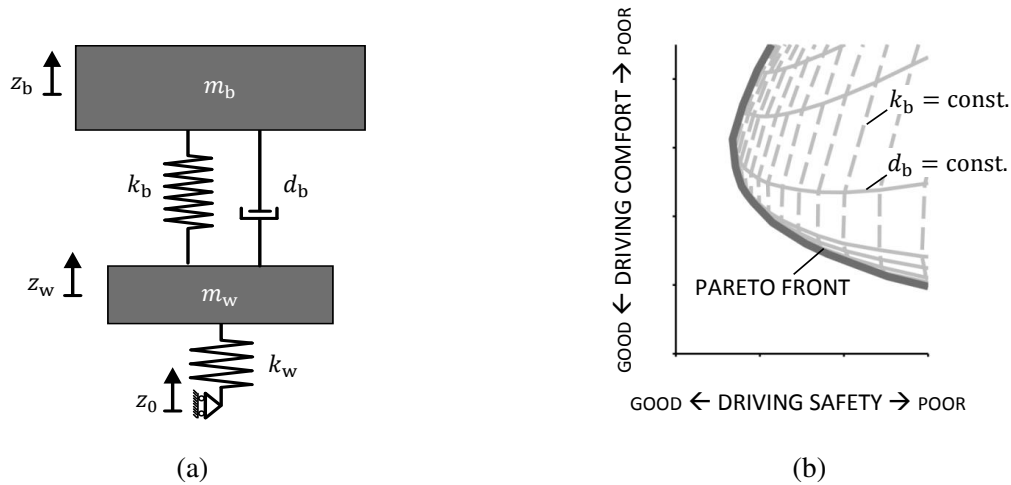 z_b
m_b
k_b
d_b
z_w
m_w
k_w
z_0
(a)
GOOD ← DRIVING COMFORT → POOR
k_b = const.
d_b = const.
PARETO FRONT
GOOD ← DRIVING SAFETY → POOR
(b)